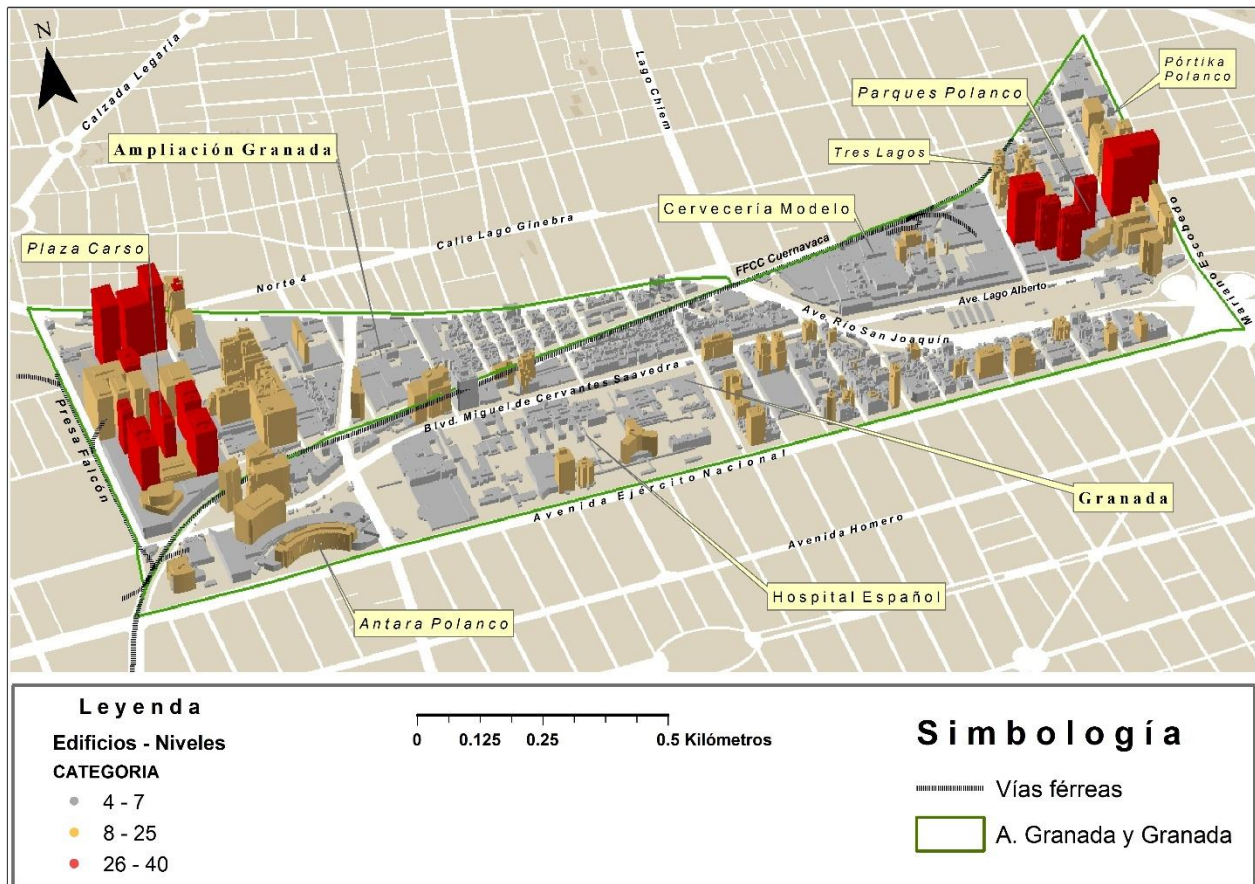 N
Calzada Legaria
Lago Chiem
Pórtika
Polanco
Parques Polanco
Ampliación Granada
Tres Lagos
Cervecería Modelo
Calle Lago Ginebra
Plaza Carso
FFCC Cuernavaca
Mariano Escobedo
Norte 4
Ave. Lago Alberto
Ave. Río San Joaquin
Blvd. Miguel de Cervantes Saavedra
Presa Falcón
Avenida Ejército Nacional
Granada
Avenida Homero
Hospital Español
Antara Polanco
Leyenda
Edificios - Niveles
CATEGORIA
4 - 7
8 - 25
26 - 40
0 0.125 0.25 0.5 Kilómetros
Simbología
Vías férreas
A. Granada y Granada